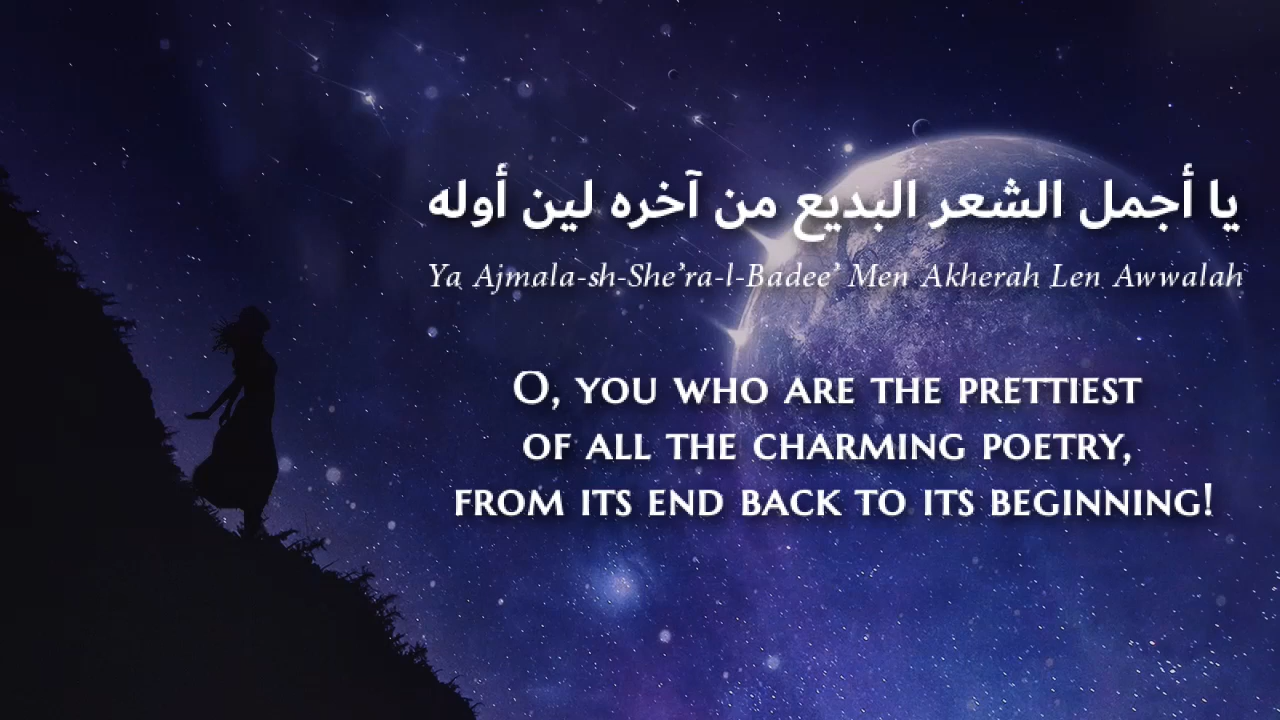 يا أجمل الشعر البديع من آخره لين أوله
Ya Ajmala-sh-She’ra-l-Badee’ Men Akherah Len Awwalah
O, you who are the prettiest
of all the charming poetry,
from its end back to its beginning!